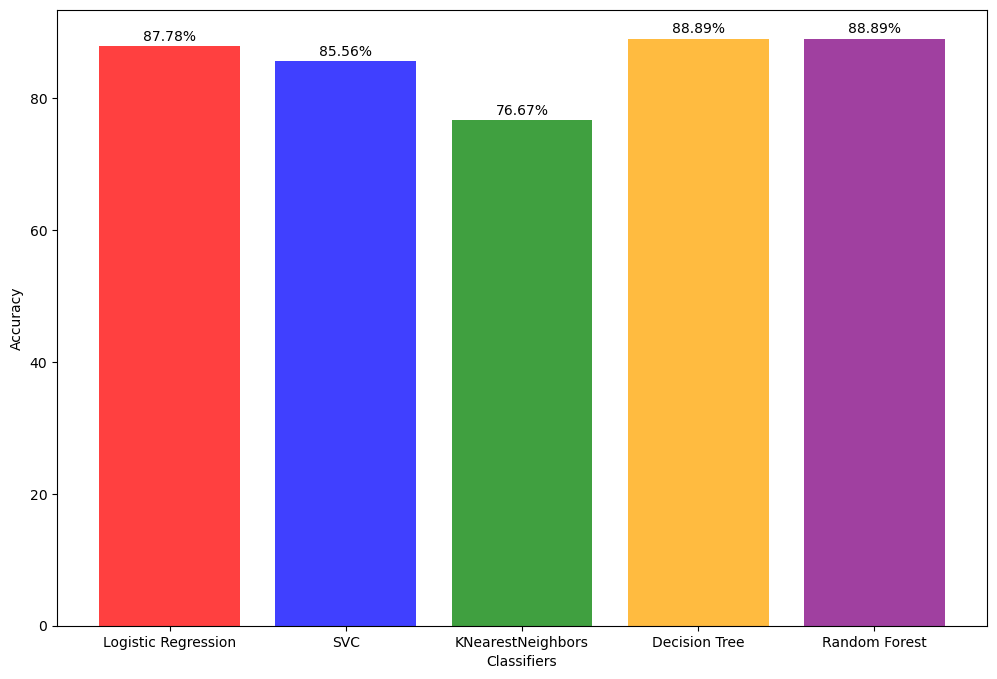 87.78%
85.56%
76.67%
88.89%
88.89%
80
60
40
20
0
Accuracy
Logistic Regression
SVC
KNearestNeighbors
Decision Tree
Random Forest
Classifiers